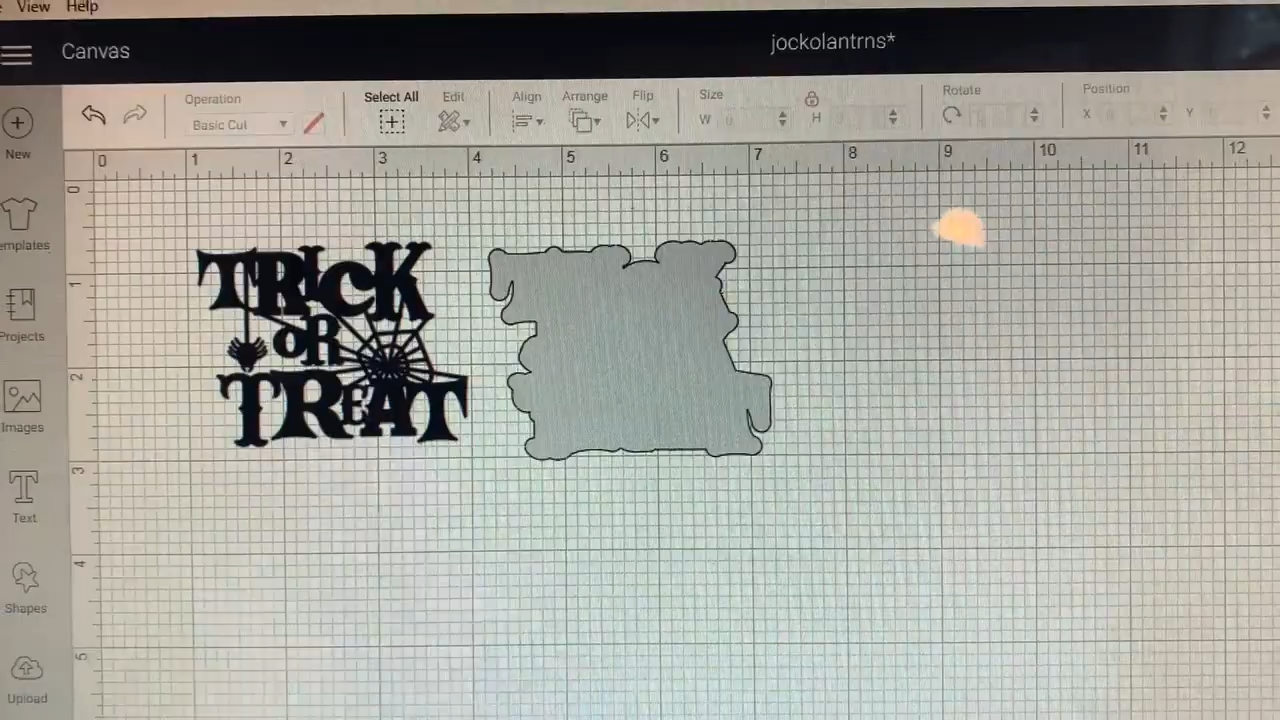 View Help
Canvas
jockolantrns*
Operation
Basic Cut
Select All
Edit
Align
Arrange
Flip
Size
W
H
Rotate
Position
X
Y
0 1 2 3 4 5 6 7 8 9 10 11 12
0
1
2
3
4
5
New
emplates
Projects
Images
Text
Shapes
Upload
TRICK
OR
TREAT